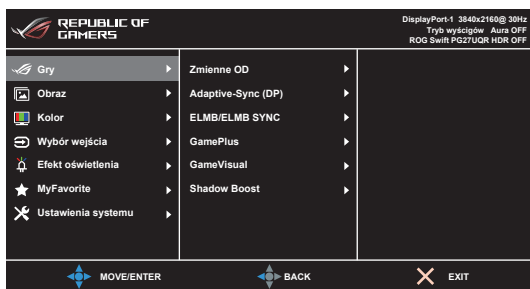 REPUBLIC OF
GAMERS
DisplayPort-1 3840x2160@ 30Hz
Tryb wyścigów Aura OFF
ROG Swift PG27UQR HDR OFF
Gry
Obraz
Kolor
Wybór wejścia
Efekt oświetlenia
MyFavorite
Ustawienia systemu
Zmienne OD
Adaptive-Sync (DP)
ELMB/ELMB SYNC
GamePlus
GameVisual
Shadow Boost
MOVE/ENTER
BACK
EXIT